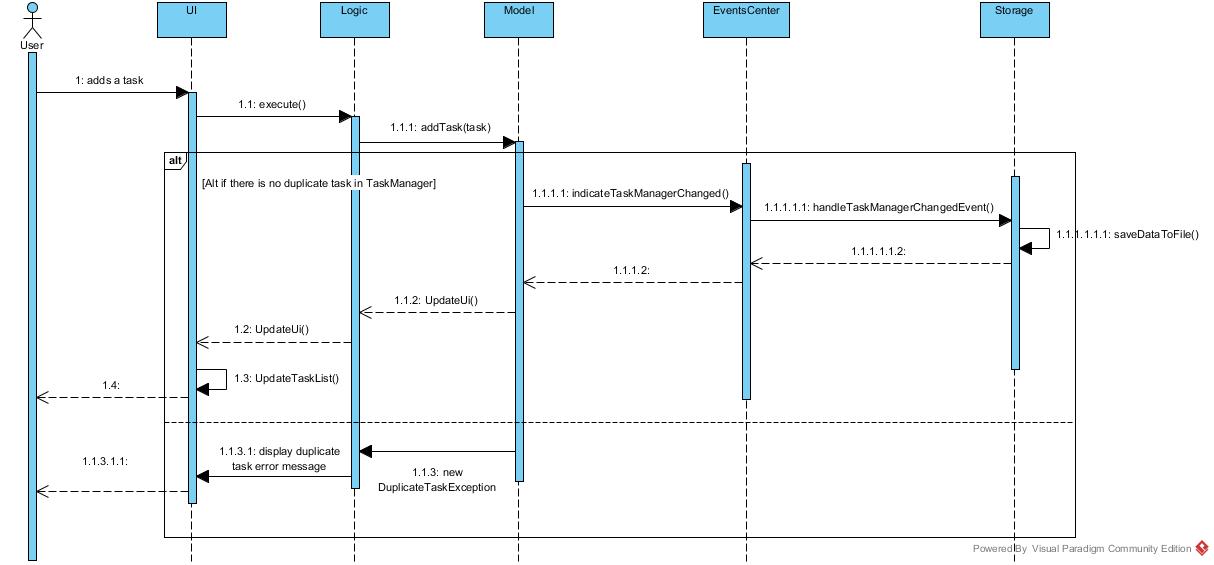 UI
Logic
Model
EventsCenter
Storage
User
1: adds a task
1.1: execute()
1.1.1: addTask(task)
alt
[Alt if there is no duplicate task in TaskManager]
1.1.1.1: indicateTaskManagerChanged()
1.1.1.1.1: handleTaskManagerChangedEvent()
1.1.1.1.1.1: saveDataToFile()
1.1.1.1.1.2:
1.1.1.2:
1.1.2: UpdateUi()
1.2: UpdateUi()
1.3: UpdateTaskList()
1.4:
1.1.3.1: display duplicate
task error message
1.1.3.1.1:
1.1.3: new
DuplicateTaskException
Powered By Visual Paradigm Community Edition